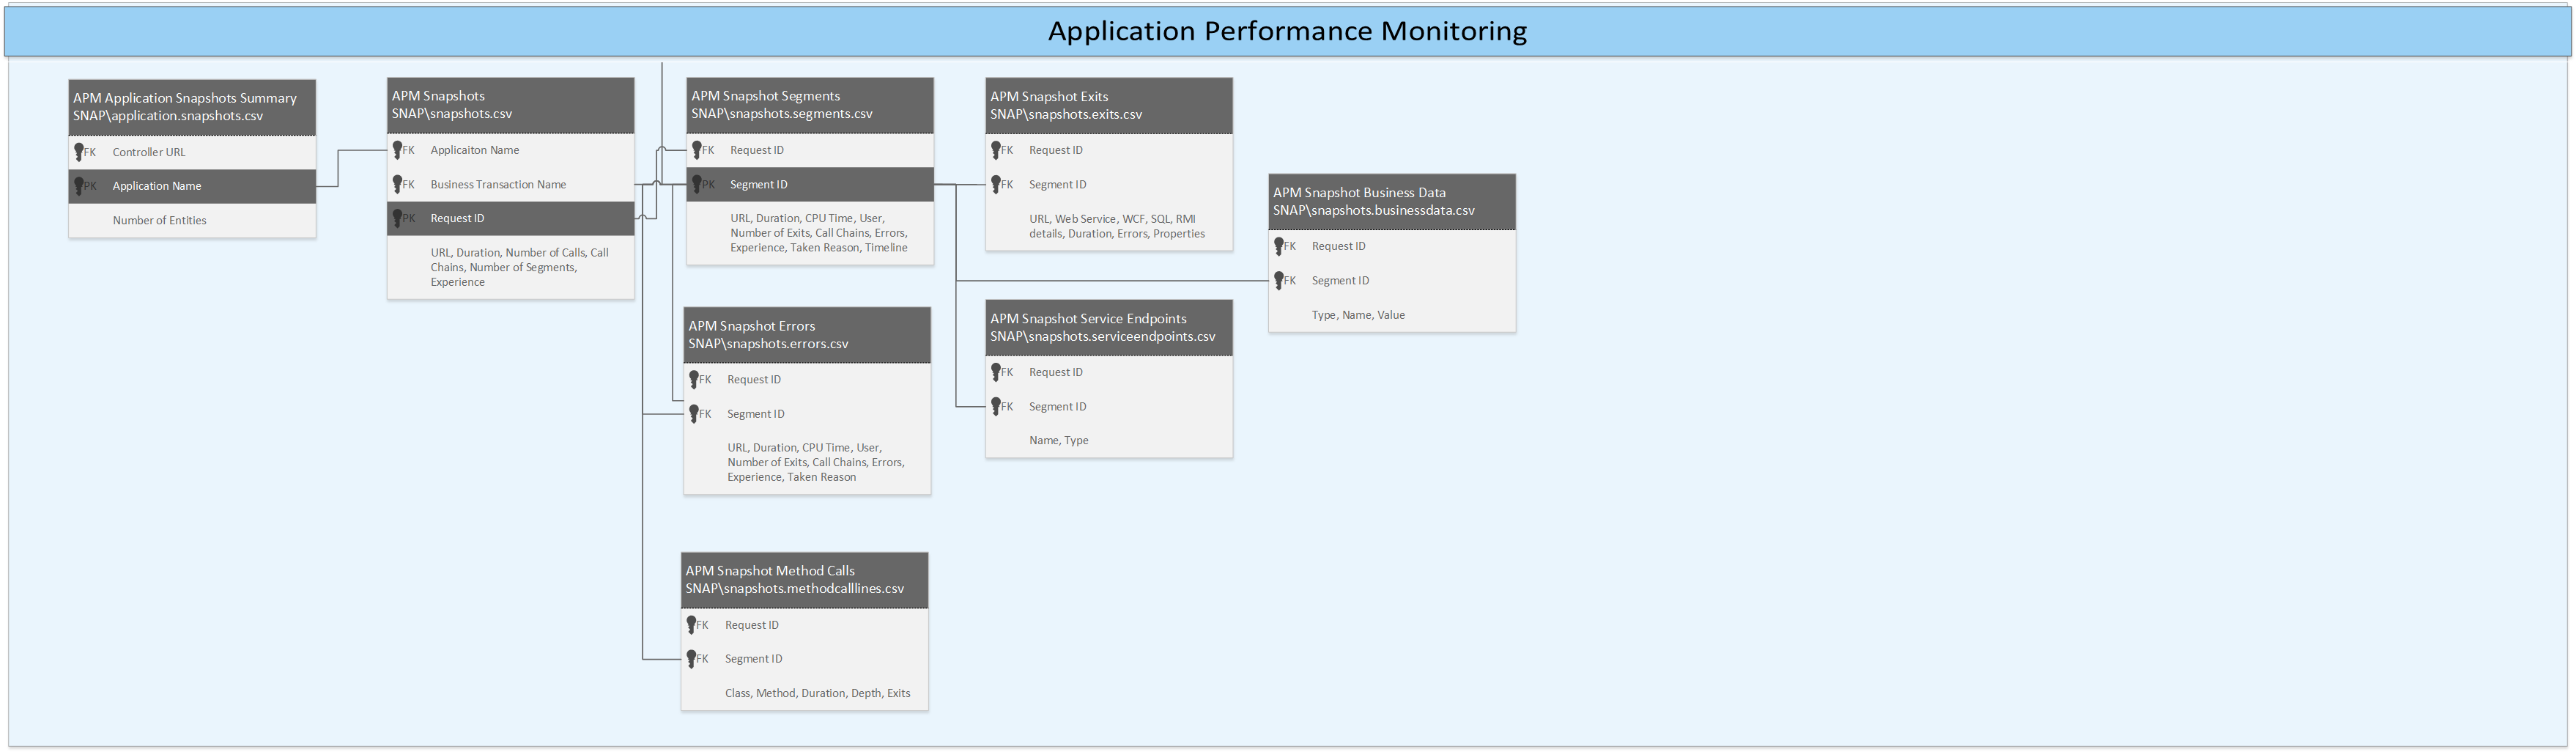 Application Performance Monitoring
APM Application Snapshots Summary
SNAP\application.snapshots.csv
FK Controller URL
PK Application Name
Number of Entities
APM Snapshots
SNAP\snapshots.csv
FK Applicaiton Name
FK Business Transaction Name
PK Request ID
URL, Duration, Number of Calls, Call
Chains, Number of Segments,
Experience
APM Snapshot Segments
SNAP\snapshots.segments.csv
FK Request ID
PK Segment ID
URL, Duration, CPU Time, User,
Number of Exits, Call Chains, Errors,
Experience, Taken Reason, Timeline
APM Snapshot Errors
SNAP\snapshots.errors.csv
FK Request ID
FK Segment ID
URL, Duration, CPU Time, User,
Number of Exits, Call Chains, Errors,
Experience, Taken Reason
APM Snapshot Method Calls
SNAP\snapshots.methodcalllines.csv
FK Request ID
FK Segment ID
Class, Method, Duration, Depth, Exits
APM Snapshot Exits
SNAP\snapshots.exits.csv
FK Request ID
FK Segment ID
URL, Web Service, WCF, SQL, RMI
details, Duration, Errors, Properties
APM Snapshot Service Endpoints
SNAP\snapshots.serviceendpoints.csv
FK Request ID
FK Segment ID
Name, Type
APM Snapshot Business Data
SNAP\snapshots.businessdata.csv
FK Request ID
FK Segment ID
Type, Name, Value